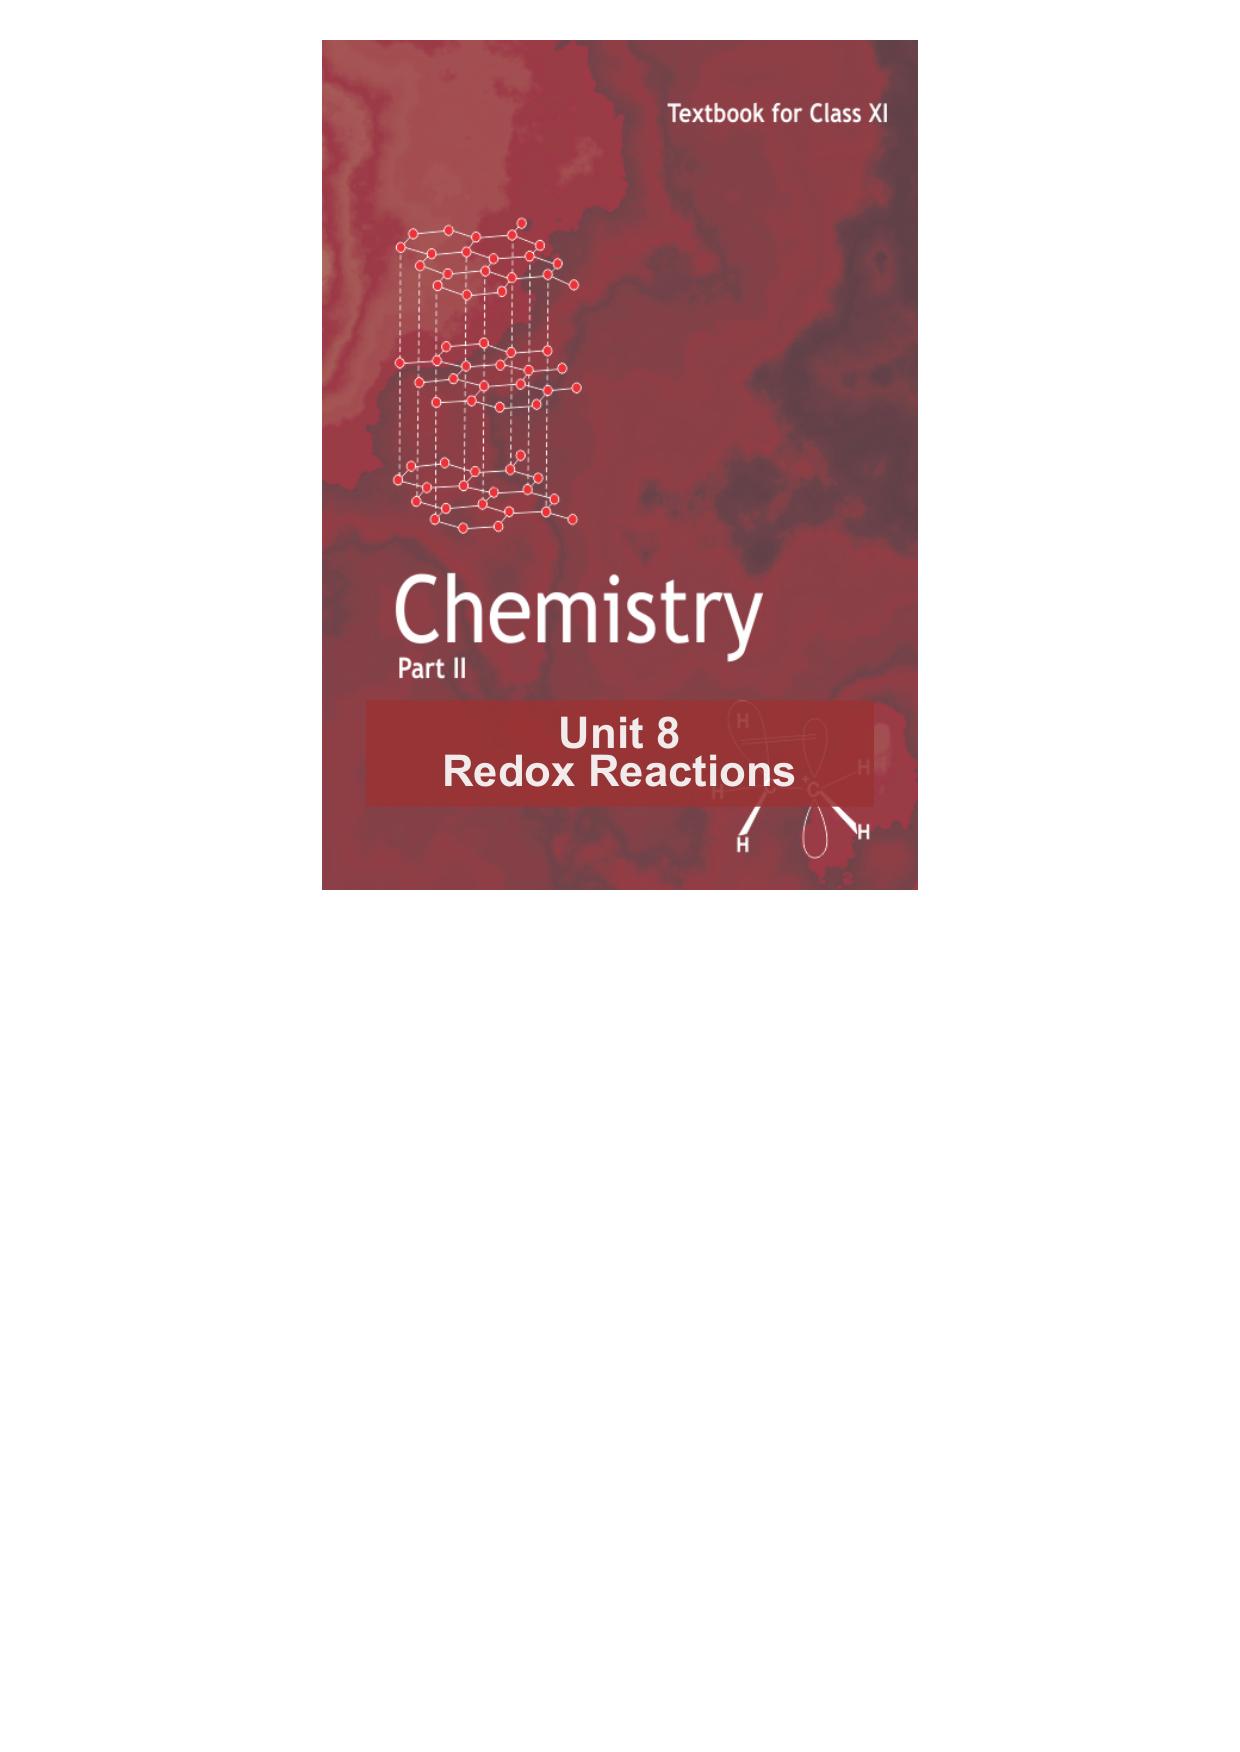 Textbook for Class XI
Chemistry
Part II
Unit 8
Redox Reactions
H
H
H
C
+
C
H
H